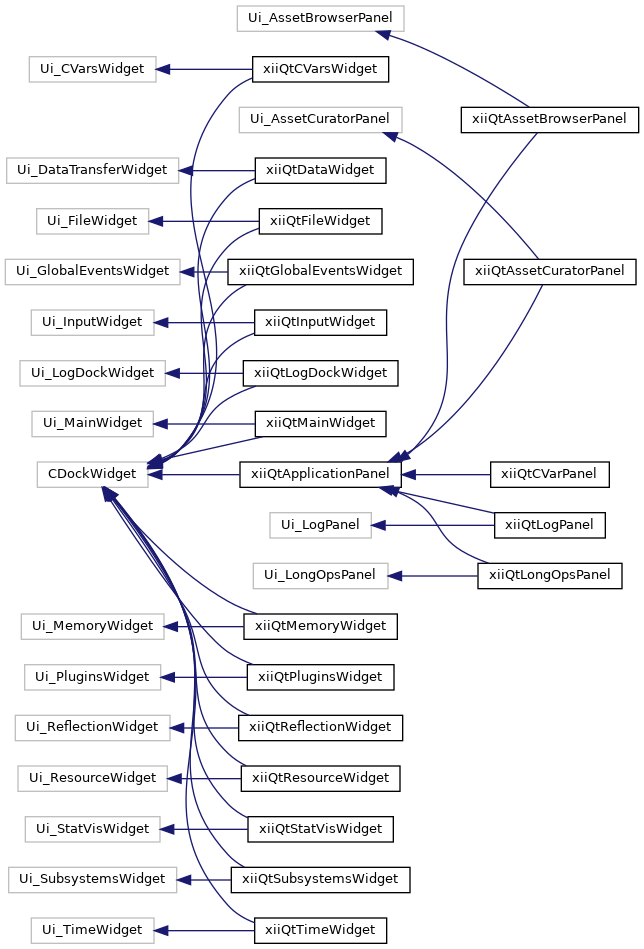 Ui_AssetBrowserPanel
Ui_CVarsWidget
xiiQtCVarsWidget
xiiQtAssetBrowserPanel
Ui_AssetCuratorPanel
Ui_DataTransferWidget
xiiQtDataWidget
Ui_FileWidget
xiiQtFileWidget
Ui_GlobalEventsWidget
xiiQtGlobalEventsWidget
xiiQtAssetCuratorPanel
Ui_InputWidget
xiiQtInputWidget
Ui_LogDockWidget
xiiQtLogDockWidget
Ui_MainWidget
xiiQtMainWidget
CDockWidget
xiiQtApplicationPanel
xiiQtCVarPanel
Ui_LogPanel
xiiQtLogPanel
Ui_LongOpsPanel
xiiQtLongOpsPanel
Ui_MemoryWidget
xiiQtMemoryWidget
Ui_PluginsWidget
xiiQtPluginsWidget
Ui_ReflectionWidget
xiiQtReflectionWidget
Ui_ResourceWidget
xiiQtResourceWidget
Ui_StatVisWidget
xiiQtStatVisWidget
Ui_SubsystemsWidget
xiiQtSubsystemsWidget
Ui_TimeWidget
xiiQtTimeWidget